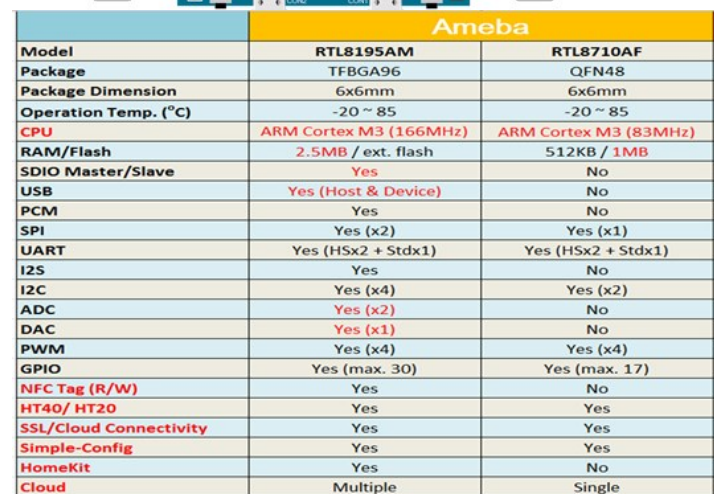 CON2 CON1
Ameba
Model RTL8195AM RTL8710AF
Package TFBGA96 QFN48
Package Dimension 6x6mm 6x6mm
Operation Temp. (°C) -20 ~ 85 -20 ~ 85
CPU ARM Cortex M3 (166MHz) ARM Cortex M3 (83MHz)
RAM/Flash 2.5MB / ext. flash 512KB / 1MB
SDIO Master/Slave Yes No
USB Yes (Host & Device) No
PCM Yes No
SPI Yes (x2) Yes (x1)
UART Yes (HSx2 + Stdx1) Yes (HSx2 + Stdx1)
I2S Yes No
I2C Yes (x4) Yes (x2)
ADC Yes (x2) No
DAC Yes (x1) No
PWM Yes (x4) Yes (x4)
GPIO Yes (max. 30) Yes (max. 17)
NFC Tag (R/W) Yes No
HT40/ HT20 Yes Yes
SSL/Cloud Connectivity Yes Yes
Simple-Config Yes Yes
HomeKit Yes No
Cloud Multiple Single